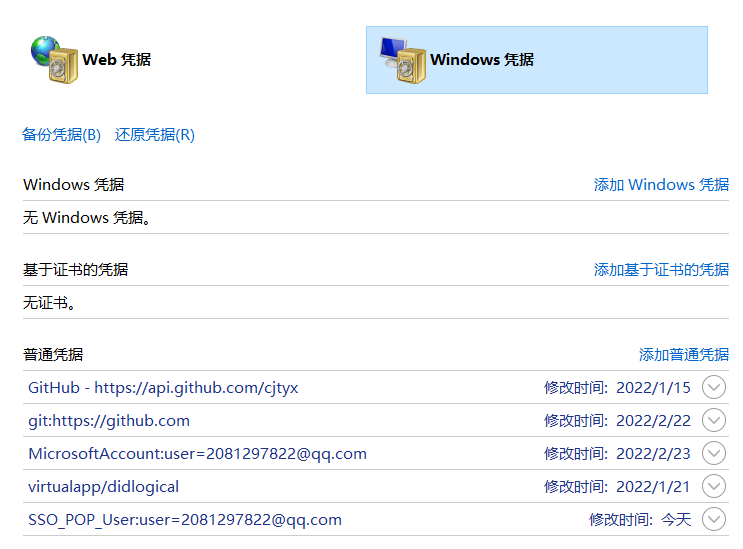 Web 凭据
Windows 凭据
备份凭据(B) 还原凭据(R)
Windows 凭据 添加 Windows 凭据
无 Windows 凭据。
基于证书的凭据 添加基于证书的凭据
无证书。
普通凭据 添加普通凭据
GitHub - https://api.github.com/cjtyx 修改时间: 2022/1/15
git:https://github.com 修改时间: 2022/2/22
MicrosoftAccount:user=2081297822@qq.com 修改时间: 2022/2/23
virtualapp/didlogical 修改时间: 2022/1/21
SSO_POP_User:user=2081297822@qq.com 修改时间: 今天